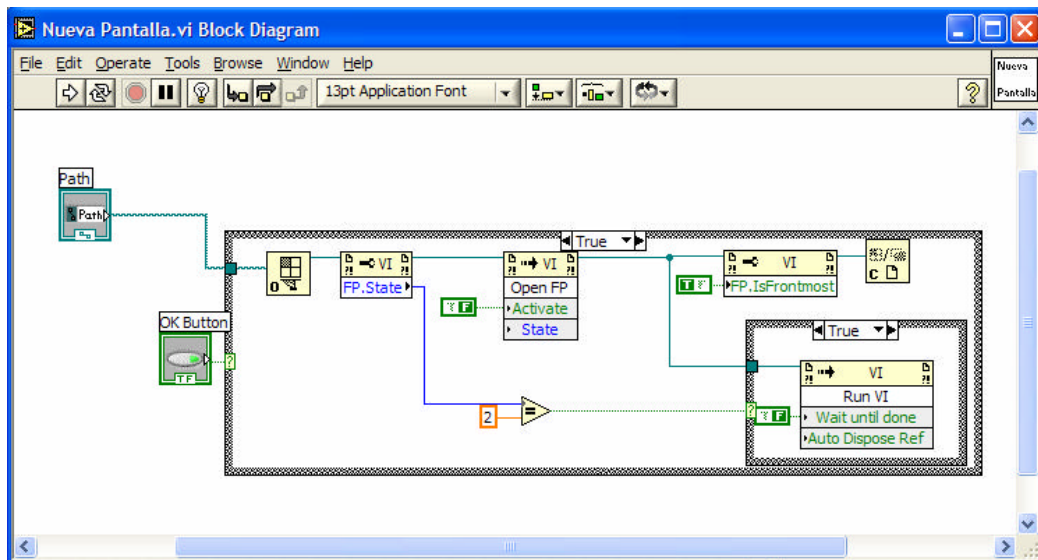 Nueva Pantalla.vi Block Diagram
File Edit Operate Tools Browse Window Help
Nueva
Pantalla
13pt Application Font
Path
Path
True
VI
FP.State
VI
Open FP
Activate
State
VI
FP.IsFrontmost
T
F
C
O
OK Button
TF
?
True
VI
Run VI
Wait until done
Auto Dispose Ref
?
F
2
=